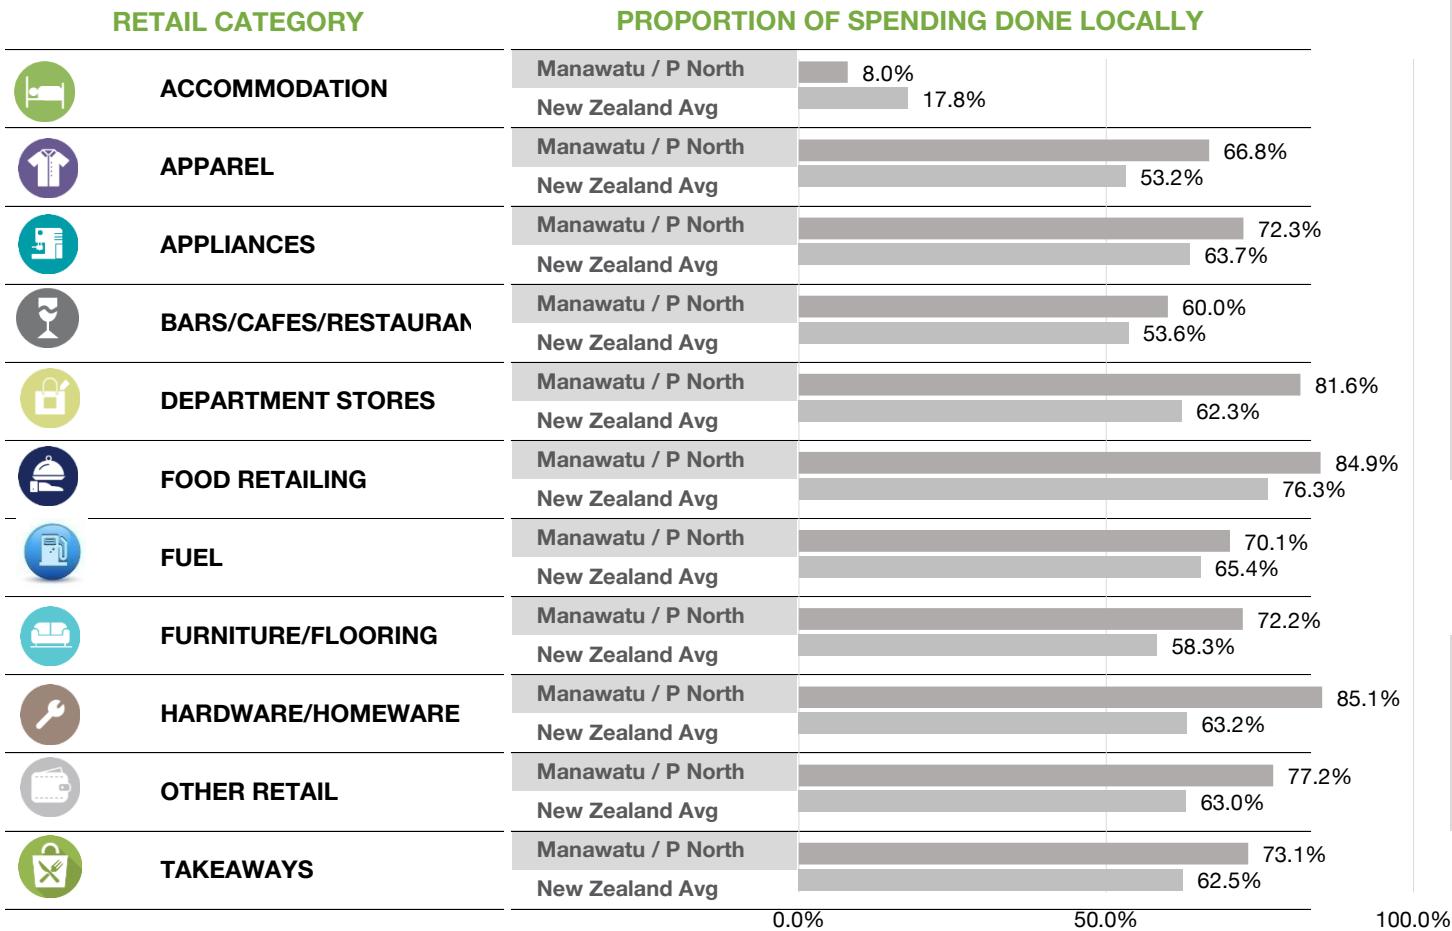 RETAIL CATEGORY PROPORTION OF SPENDING DONE LOCALLY
ACCOMMODATION
Manawatu / P North 8.0%
New Zealand Avg 17.8%
APPAREL
Manawatu / P North 66.8%
New Zealand Avg 53.2%
APPLIANCES
Manawatu / P North 72.3%
New Zealand Avg 63.7%
BARS/CAFES/RESTAURAN
Manawatu / P North 60.0%
New Zealand Avg 53.6%
DEPARTMENT STORES
Manawatu / P North 81.6%
New Zealand Avg 62.3%
FOOD RETAILING
Manawatu / P North 84.9%
New Zealand Avg 76.3%
FUEL
Manawatu / P North 70.1%
New Zealand Avg 65.4%
FURNITURE/FLOORING
Manawatu / P North 72.2%
New Zealand Avg 58.3%
HARDWARE/HOMEWARE
Manawatu / P North 85.1%
New Zealand Avg 63.2%
OTHER RETAIL
Manawatu / P North 77.2%
New Zealand Avg 63.0%
TAKEAWAYS
Manawatu / P North 73.1%
New Zealand Avg 62.5%
0.0% 50.0% 100.0%